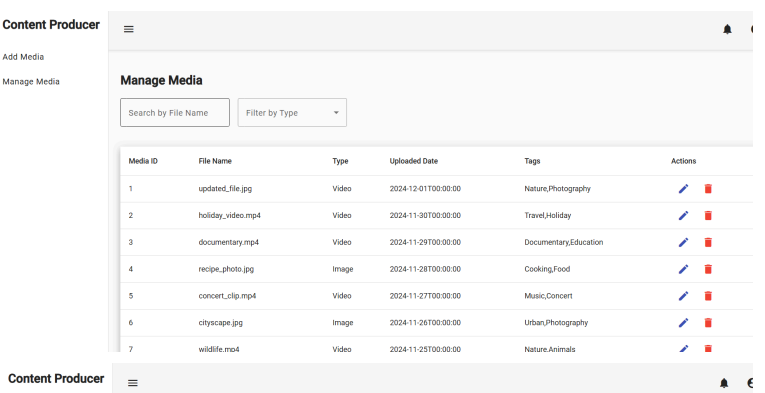 Content Producer
Add Media
Manage Media
Manage Media
Search by File Name Filter by Type
Media ID File Name Type Uploaded Date Tags Actions
1 updated_file.jpg Video 2024-12-01T00:00:00 Nature,Photography
2 holiday_video.mp4 Video 2024-11-30T00:00:00 Travel,Holiday
3 documentary.mp4 Video 2024-11-29T00:00:00 Documentary,Education
4 recipe_photo.jpg Image 2024-11-28T00:00:00 Cooking,Food
5 concert_clip.mp4 Video 2024-11-27T00:00:00 Music,Concert
6 cityscape.jpg Image 2024-11-26T00:00:00 Urban,Photography
7 wildlife.mp4 Video 2024-11-25T00:00:00 Nature,Animals
Content Producer